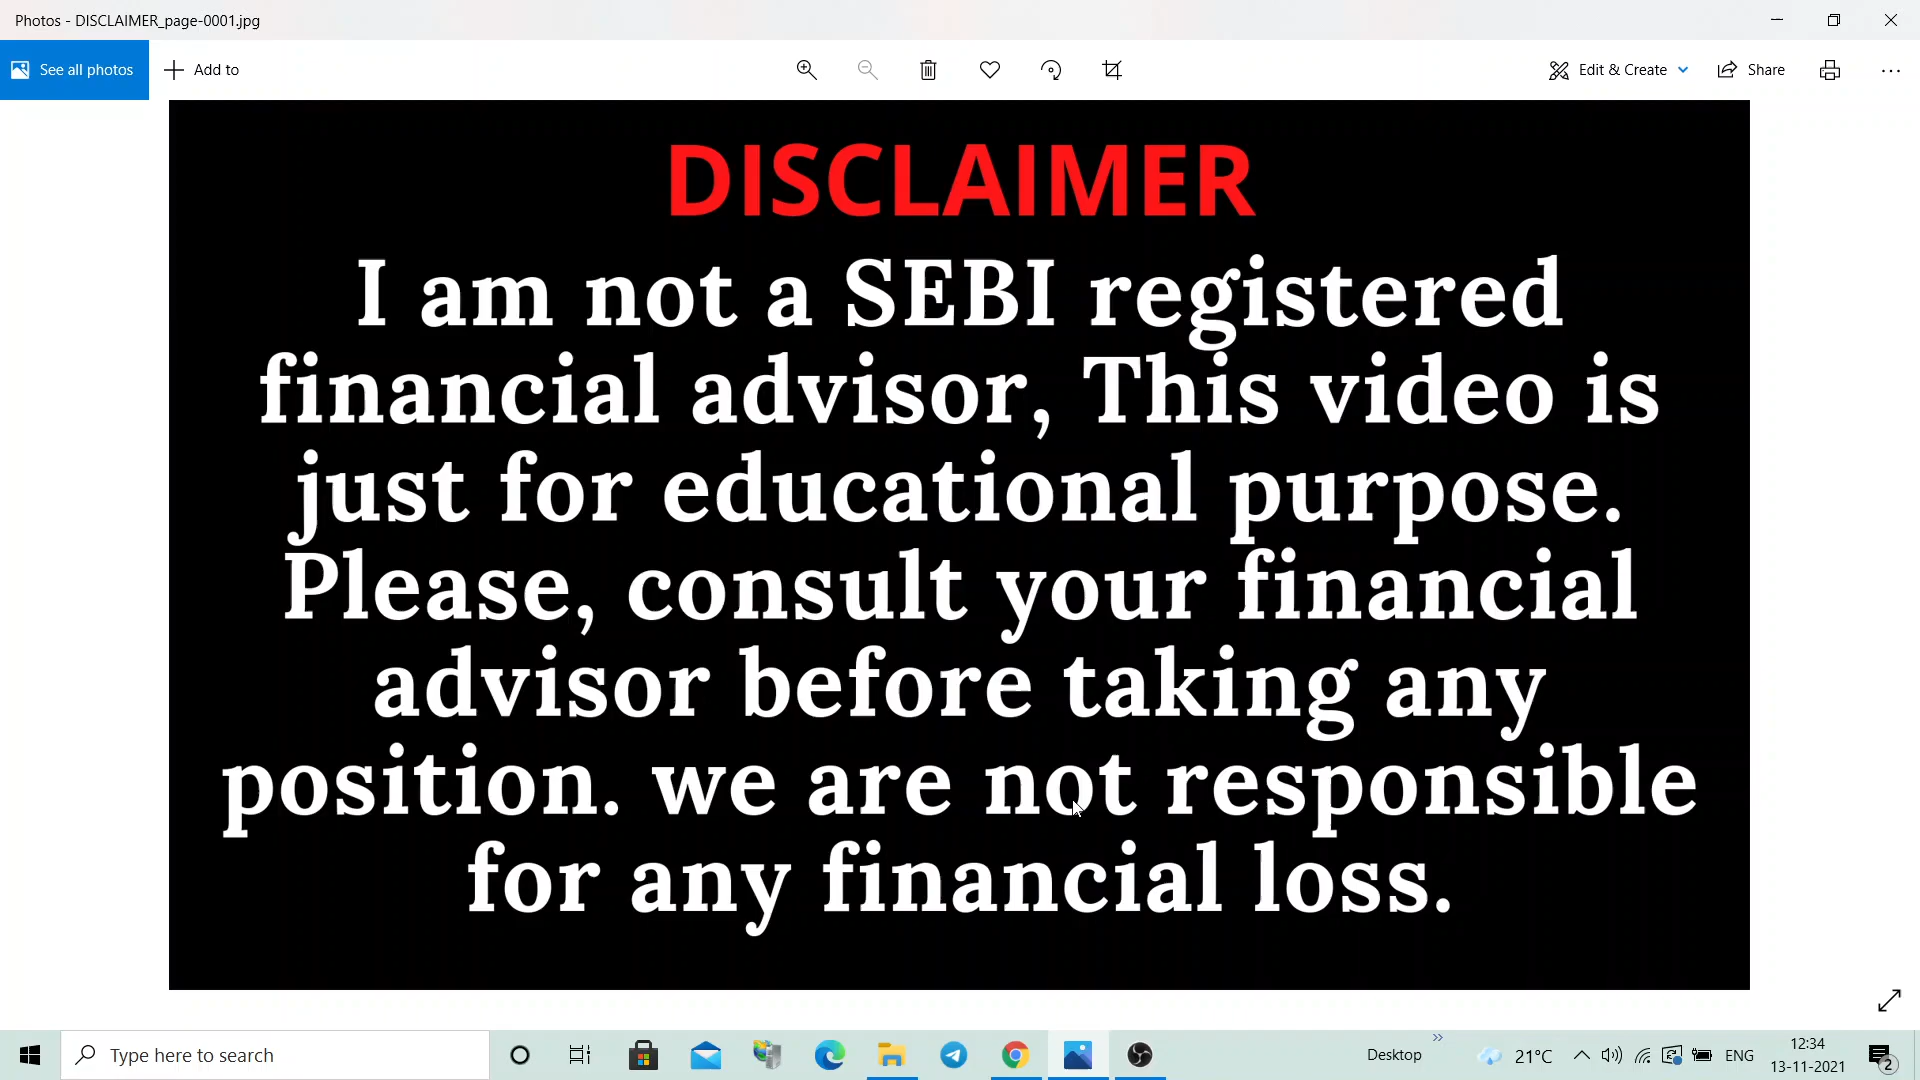 Photos - DISCLAIMER_page-0001.jpg
See all photos
Add to
Edit & Create
Share
DISCLAIMER
I am not a SEBI registered
financial advisor, This video is
just for educational purpose.
Please, consult your financial
advisor before taking any
position. we are not responsible
for any financial loss.
Type here to search
Desktop
21°C
ENG
12:34
13-11-2021
2